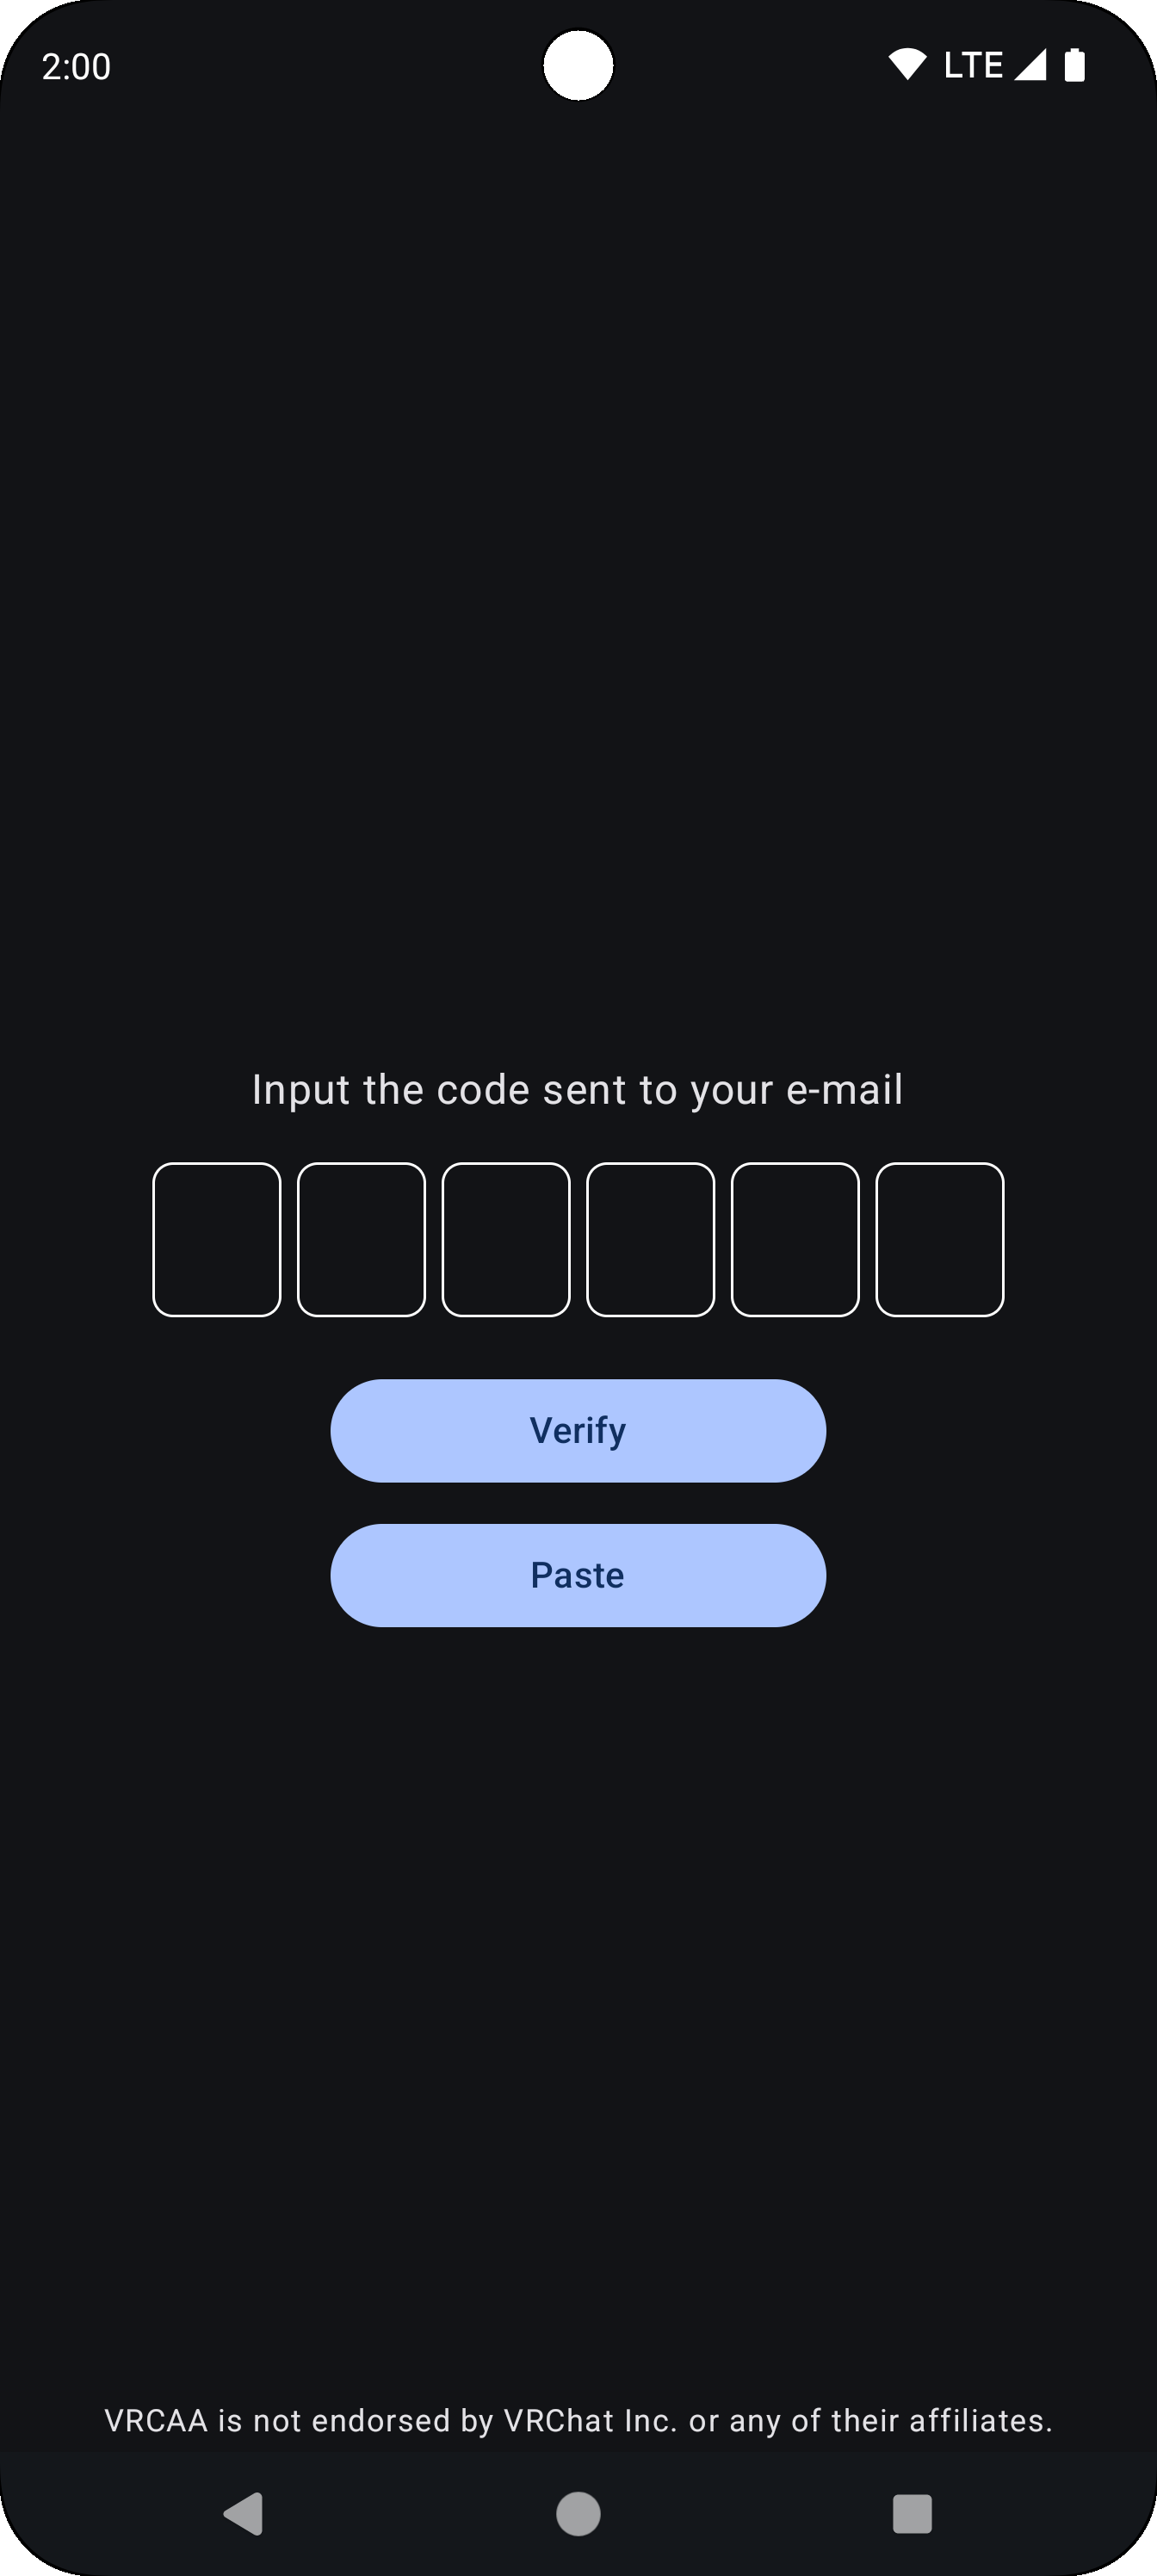 2:00 LTE
Input the code sent to your e-mail
Verify
Paste
VRCAA is not endorsed by VRChat Inc. or any of their affiliates.